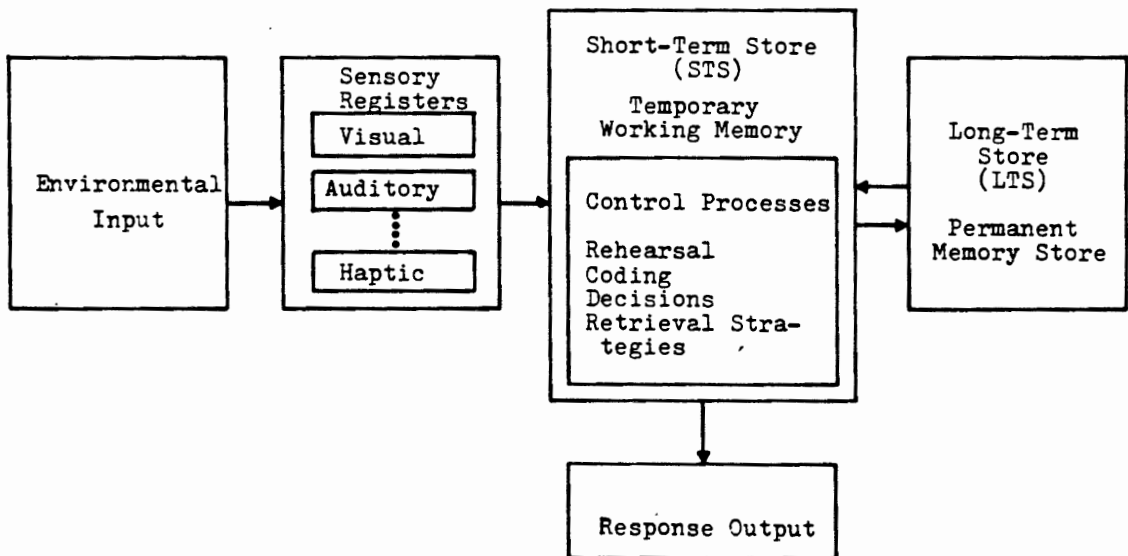 Environmental
Input
Sensory
Registers
Visual
Auditory
Haptic
Short-Term Store
(STS)
Temporary
Working Memory
Control Processes
Rehearsal
Coding
Decisions
Retrieval Stra-
tegies
Long-Term
Store
(LTS)
Permanent
Memory Store
Response Output